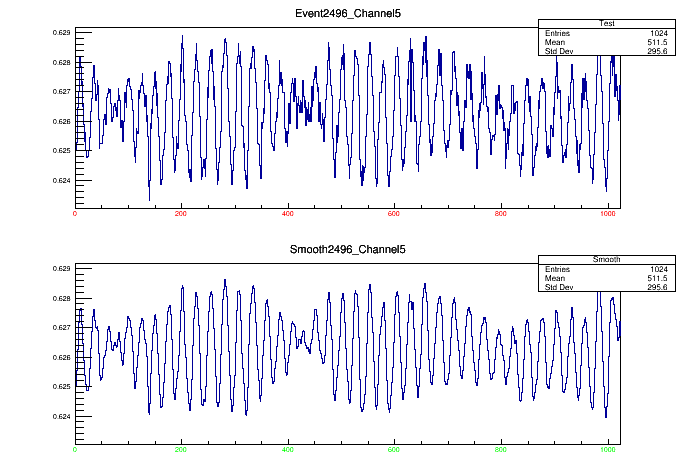 Event2496_Channel5
Test
Entries 1024
Mean 511.5
Std Dev 295.6
0.629
0.628
0.627
0.626
0.625
0.624
0 200 400 600 800 1000
Smooth2496_Channel5
Smooth
Entries 1024
Mean 511.5
Std Dev 295.6
0.629
0.628
0.627
0.626
0.625
0.624
0 200 400 600 800 1000